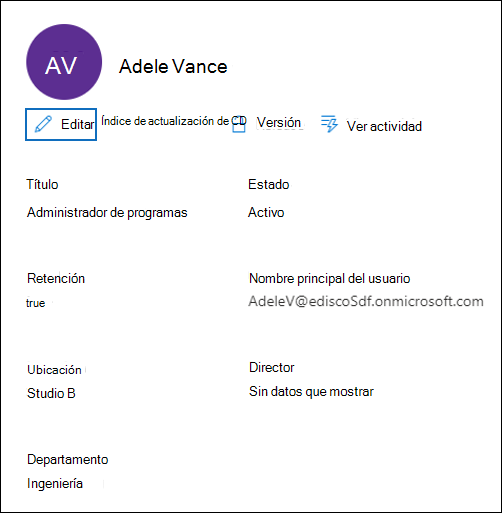 AV
Adele Vance
Editar Índice de actualización de CD Versión Ver actividad
Título Estado
Administrador de programas Activo
Retención Nombre principal del usuario
true AdeleV@ediscoSdf.onmicrosoft.com
Ubicación Director
Studio B Sin datos que mostrar
Departamento
Ingeniería